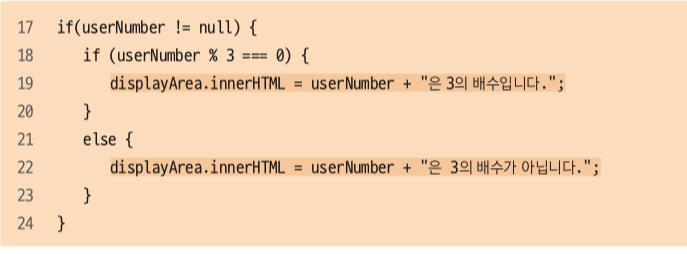 17 if(userNumber != null) {
18 if (userNumber % 3 === 0) {
19 displayArea.innerHTML = userNumber + "은 3의 배수입니다.";
20 }
21 else {
22 displayArea.innerHTML = userNumber + "은 3의 배수가 아닙니다.";
23 }
24 }